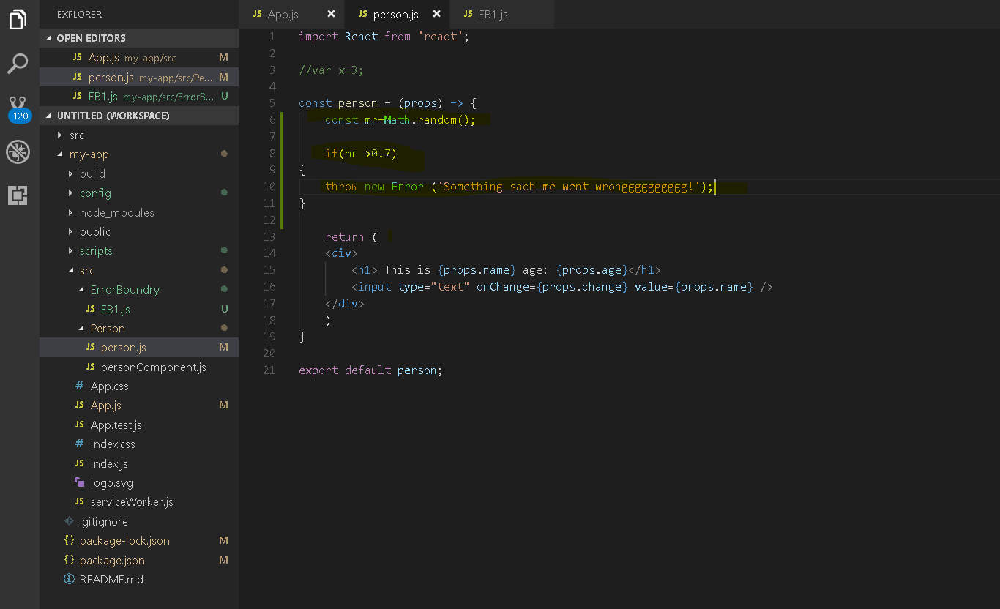 EXPLORER
OPEN EDITORS
JS App.js my-app/src M
JS person.js my-app/src/Pe... M
JS EB1.js my-app/src/ErrorB... U
120
UNTITLED (WORKSPACE)
src
my-app
build
config
node_modules
public
scripts
src
ErrorBoundry
JS EB1.js U
Person
JS person.js M
JS personComponent.js
# App.css
JS App.js M
JS App.test.js
# index.css
JS index.js
logo.svg
JS serviceWorker.js
.gitignore
{} package-lock.json M
{} package.json M
README.md
JS App.js × JS person.js × JS EB1.js
1 import React from 'react';
2
3 //var x=3;
4
5 const person = (props) => {
6 const mr=Math.random();
7
8 if(mr >0.7)
9 {
10 throw new Error ('Something sach me went wrongggggggggg!');
11 }
12
13 return (
14 <div>
15 <h1> This is {props.name} age: {props.age}</h1>
16 <input type="text" onChange={props.change} value={props.name} />
17 </div>
18 )
19 }
20
21 export default person;